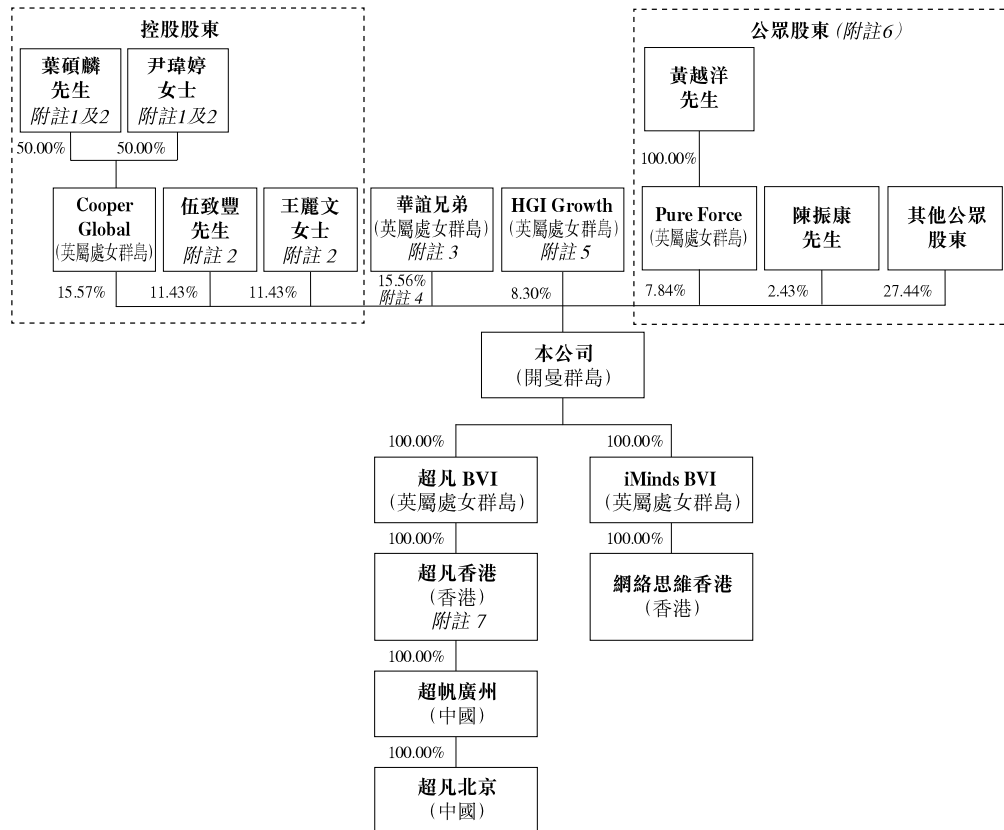 控股股東
公眾股東 (附註6)
葉碩麟
先生
附註1及2
尹瑋婷
女士
附註1及2
黃越洋
先生
50.00%
50.00%
100.00%
Cooper
Global
(英屬處女群島)
伍致豐
先生
附註 2
王麗文
女士
附註 2
華誼兄弟
(英屬處女群島)
附註 3
HGI Growth
(英屬處女群島)
附註 5
Pure Force
(英屬處女群島)
陳振康
先生
其他公眾
股東
15.57%
11.43%
11.43%
15.56%
附註 4
8.30%
7.84%
2.43%
27.44%
本公司
(開曼群島)
100.00%
100.00%
超凡 BVI
(英屬處女群島)
iMinds BVI
(英屬處女群島)
100.00%
100.00%
超凡香港
(香港)
附註 7
網絡思維香港
(香港)
100.00%
超帆廣州
(中國)
100.00%
超凡北京
(中國)